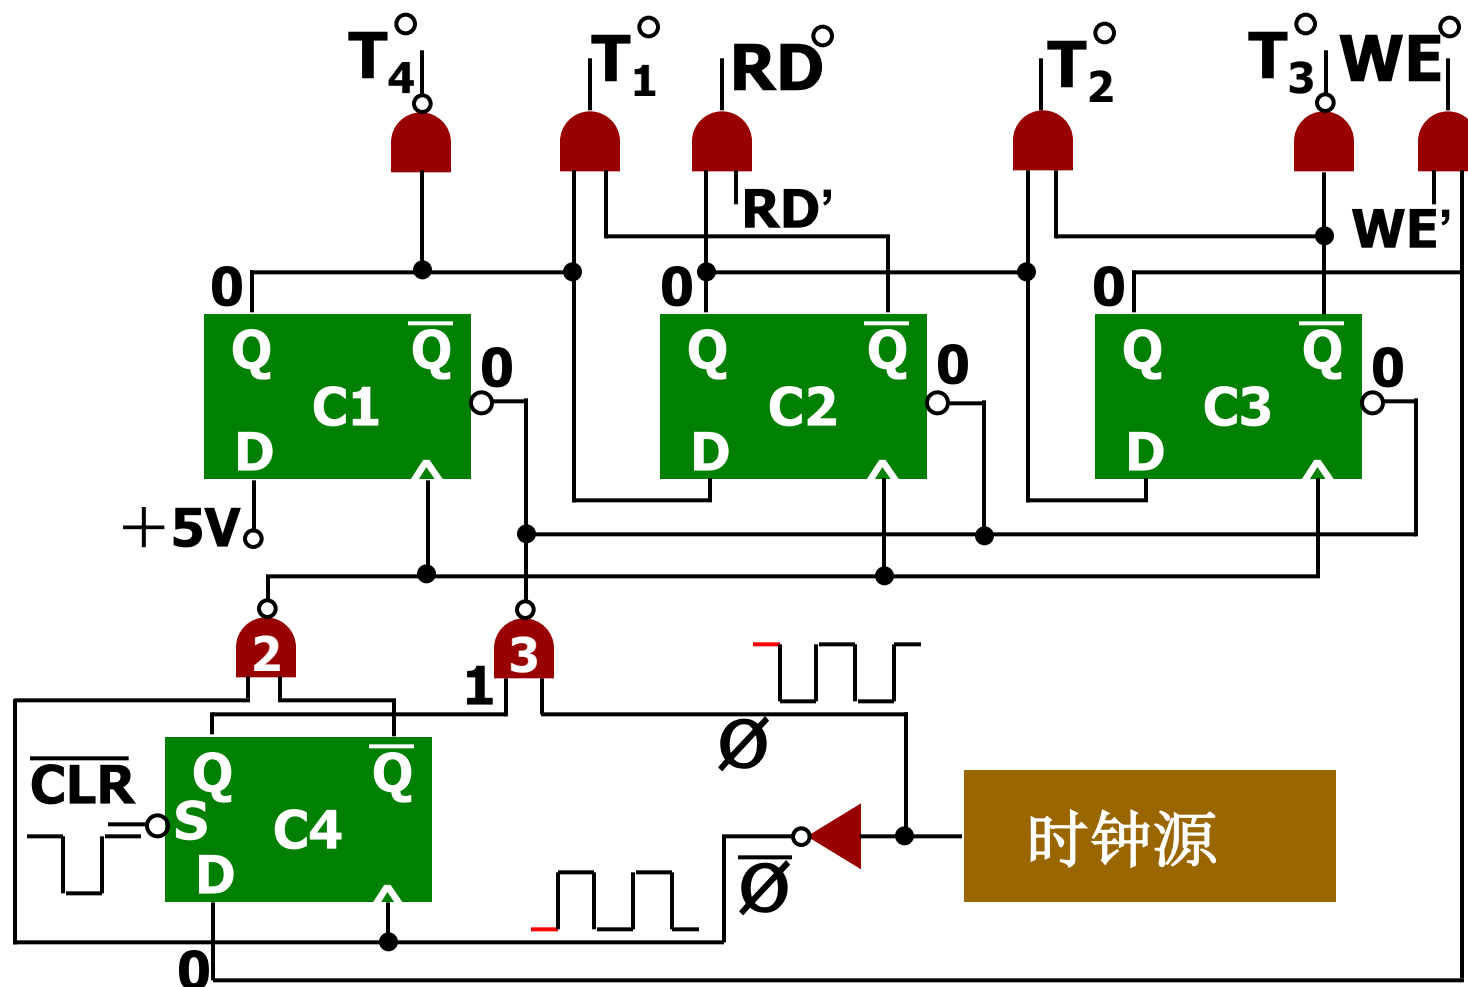 T4 T1 RD T2 T3 WE
RD’ WE’
0 0 0
Q Q̅ Q Q̅ Q Q̅
0 0 0
C1 C2 C3
D D D
+5V
2 3
1
Ø
CLR̅ Q Q̅
S C4
D
时钟源
Ø̅
0